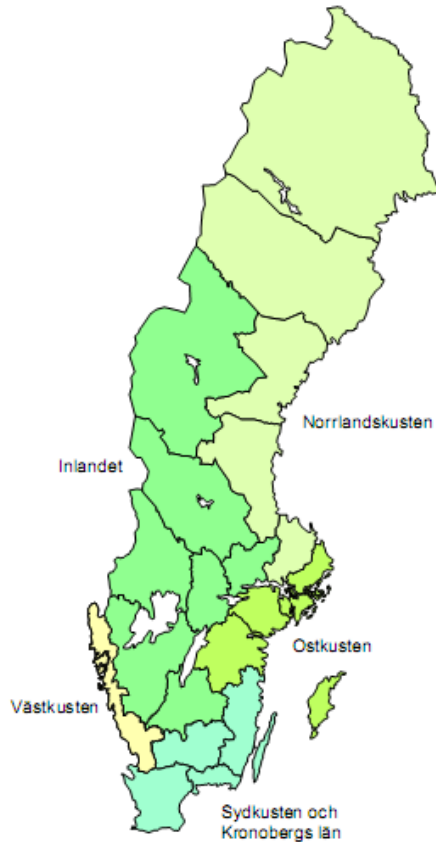 Norrlandskusten
Inlandet
Ostkusten
Västkusten
Sydkusten och
Kronobergs län